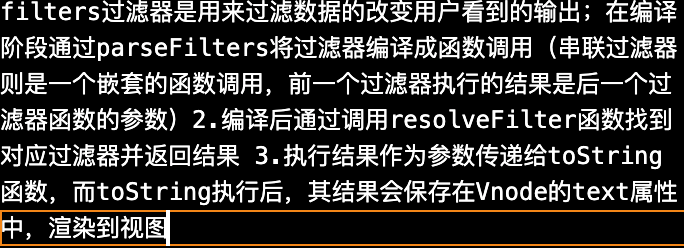 filters过滤器是用来过滤数据的改变用户看到的输出；在编译
阶段通过parseFilters将过滤器编译成函数调用（串联过滤器
则是一个嵌套的函数调用，前一个过滤器执行的结果是后一个过
滤器函数的参数）2.编译后通过调用resolveFilter函数找到
对应过滤器并返回结果 3.执行结果作为参数传递给toString
函数，而toString执行后，其结果会保存在Vnode的text属性
中，渲染到视图